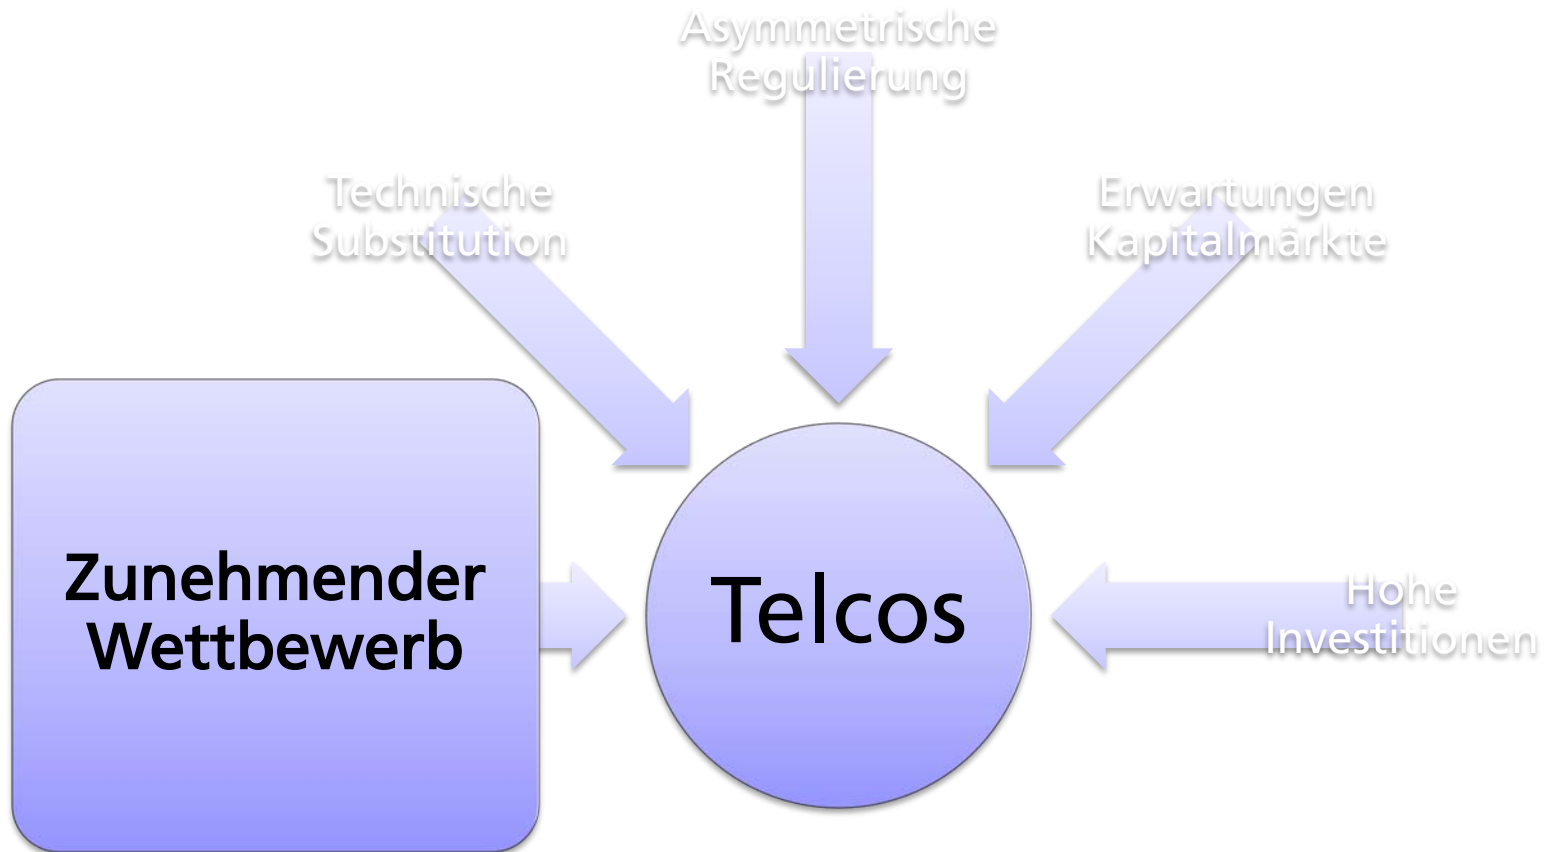 Asymmetrische
Regulierung
Technische
Substitution
Erwartungen
Kapitalmärkte
Zunehmender
Wettbewerb
Telcos
Hohe
Investitionen